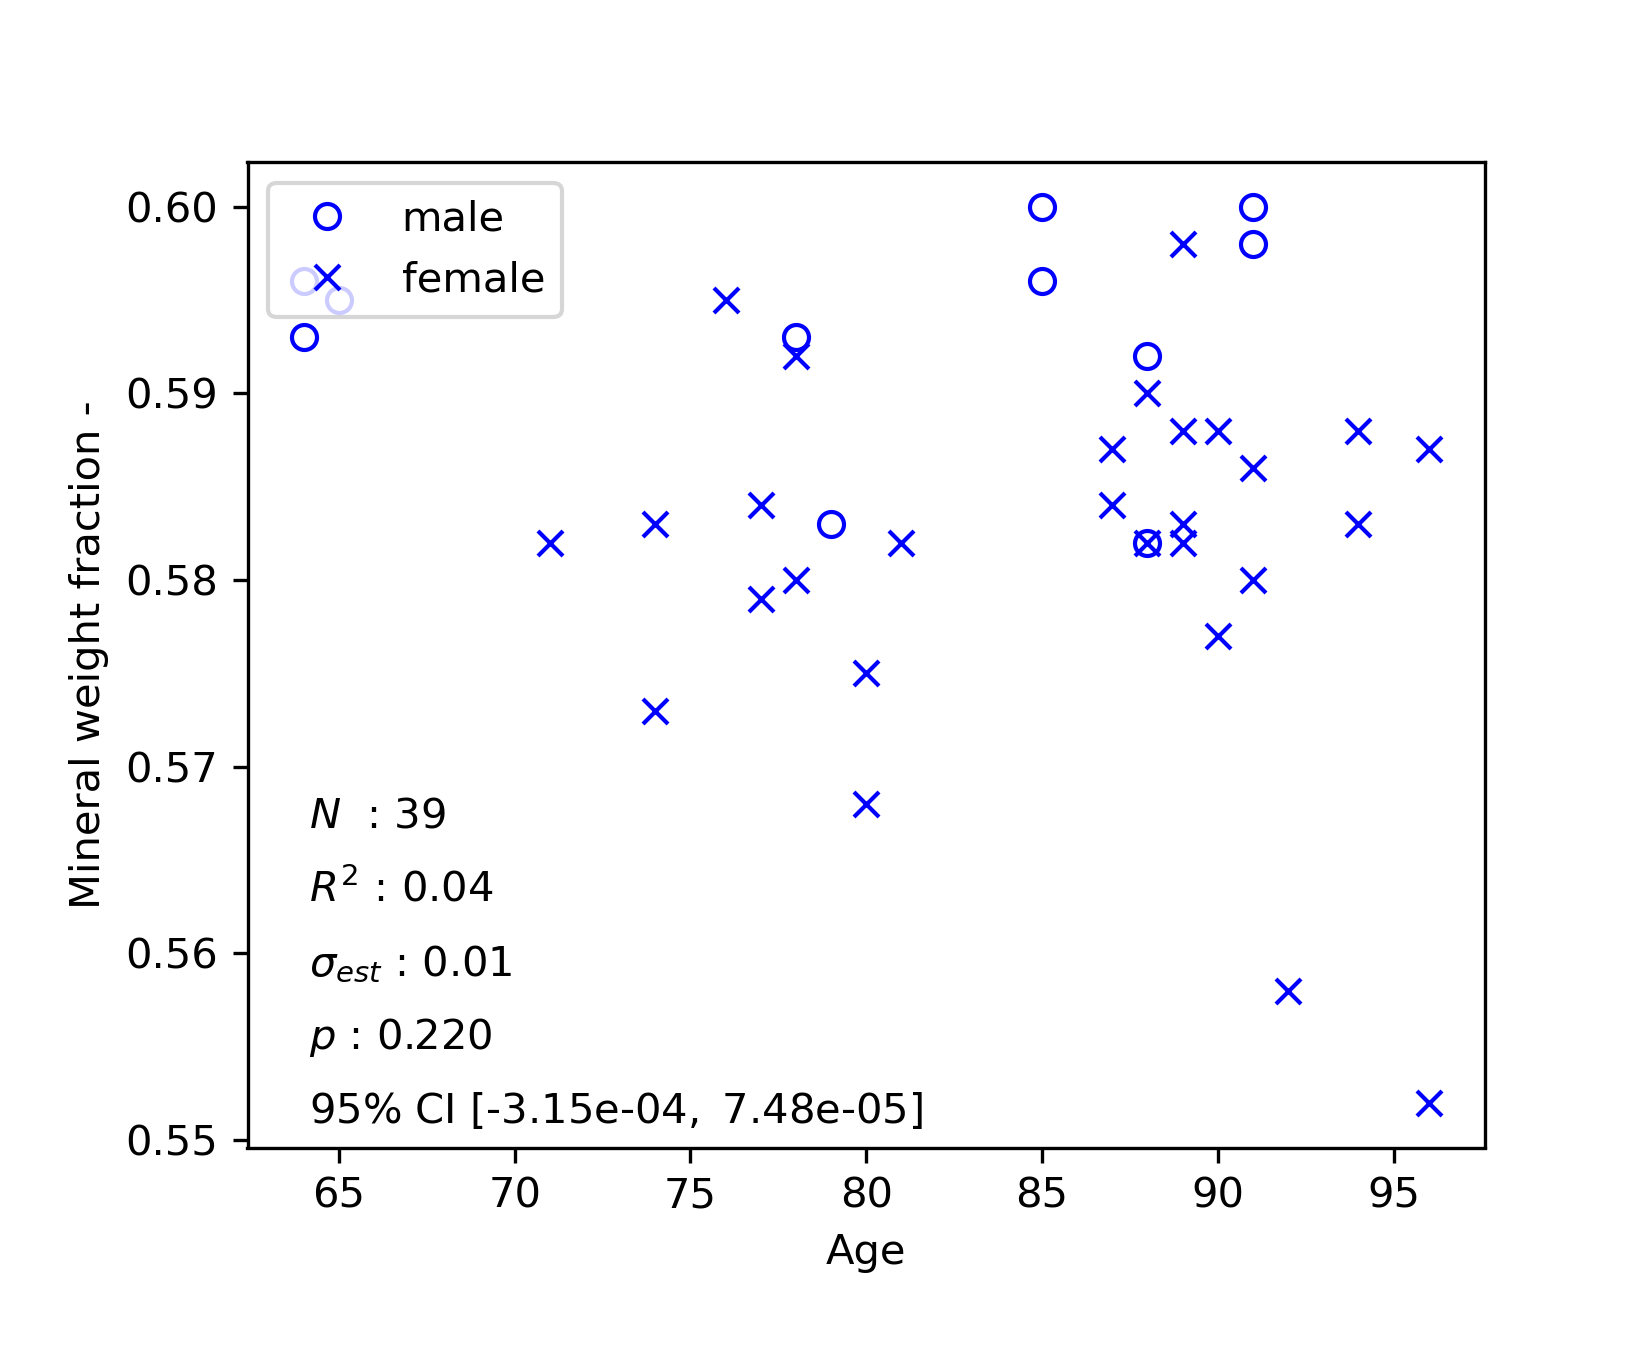 male
female
0.60
0.59
0.58
0.57
0.56
0.55
Mineral weight fraction -
N : 39
R² : 0.04
σest : 0.01
p : 0.220
95% CI [-3.15e-04, 7.48e-05]
65 70 75 80 85 90 95
Age